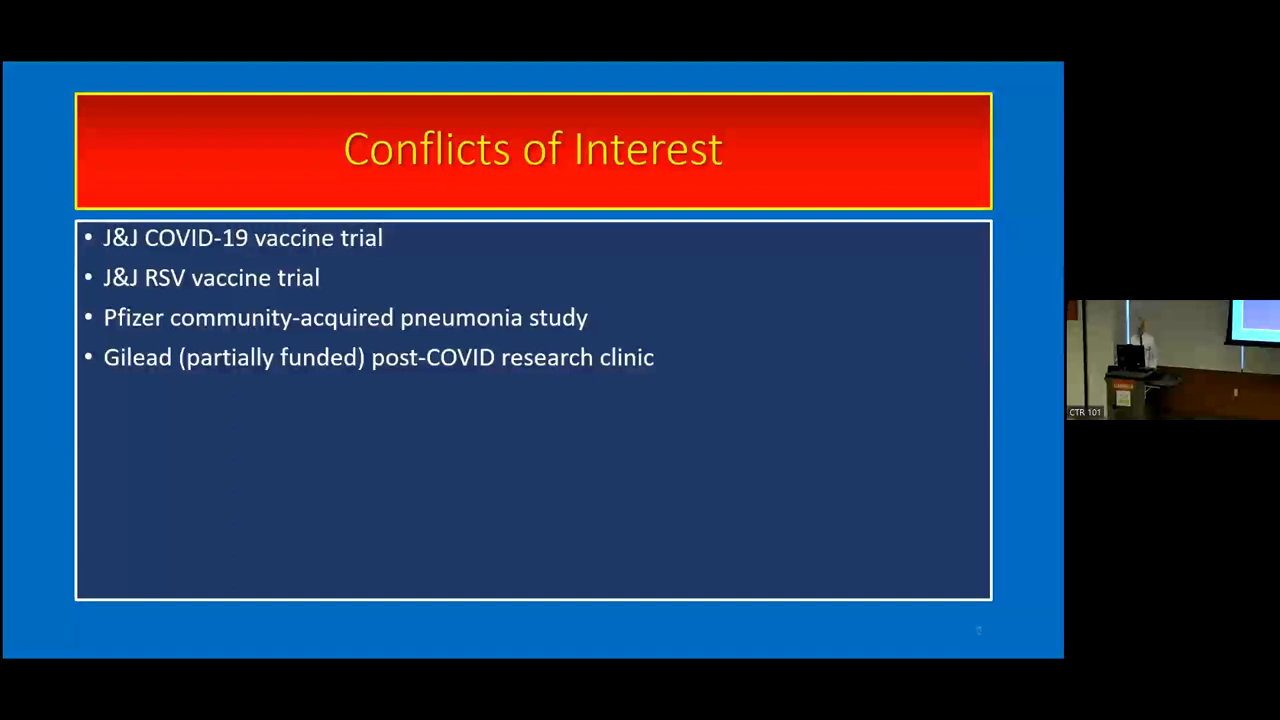 Conflicts of Interest
• J&J COVID-19 vaccine trial
• J&J RSV vaccine trial
• Pfizer community-acquired pneumonia study
• Gilead (partially funded) post-COVID research clinic
CTR 101